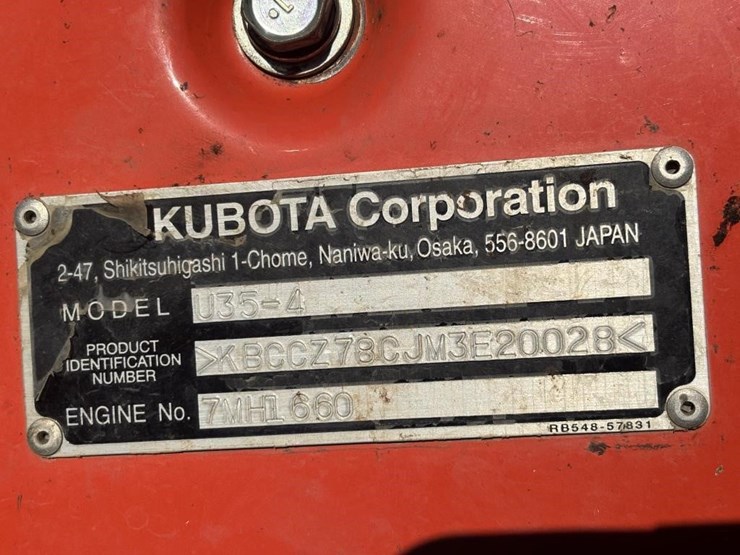 KUBOTA Corporation
2-47, Shikitsuhigashi 1-Chome, Naniwa-ku, Osaka, 556-8601 JAPAN
MODEL U35-4
PRODUCT
IDENTIFICATION
NUMBER
>KBCCZ78CJM3E20028<
ENGINE No. 7MH1660
RB548-57831